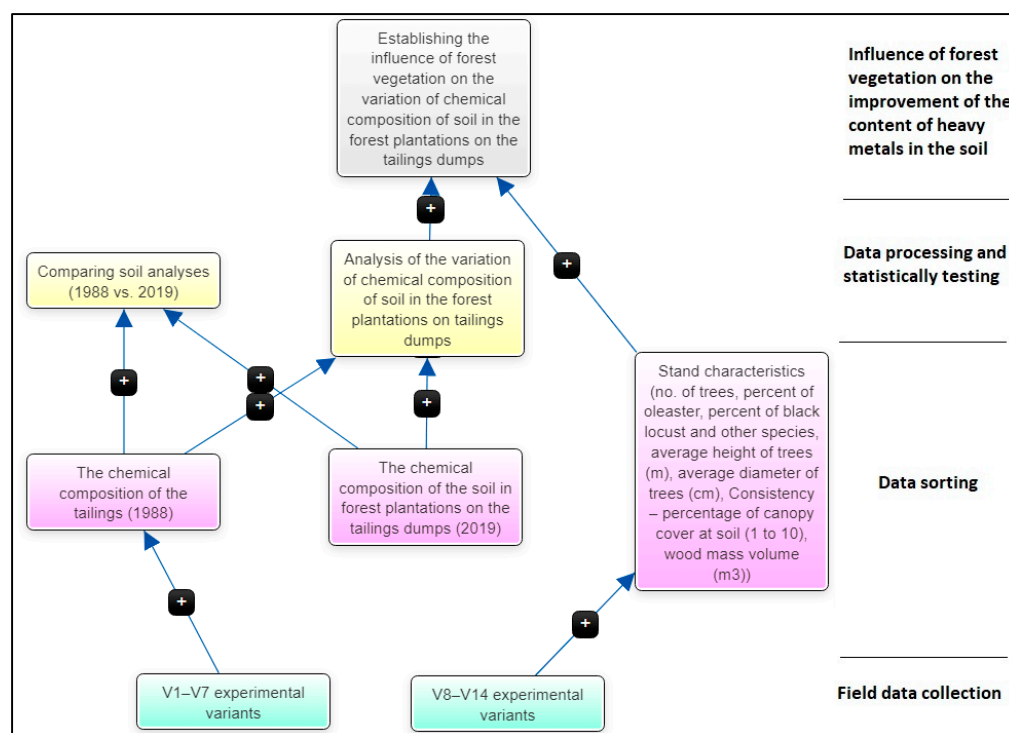 Establishing the
influence of forest
vegetation on the
variation of chemical
composition of soil in the
forest plantations on the
tailings dumps
Influence of forest
vegetation on the
improvement of the
content of heavy
metals in the soil
+
+
Comparing soil analyses
(1988 vs. 2019)
Analysis of the variation
of chemical composition
of soil in the forest
plantations on tailings
dumps
Data processing and
statistically testing
+
+
+
+
Stand characteristics
(no. of trees, percent of
oleaster, percent of black
locust and other species,
average height of trees
(m), average diameter of
trees (cm), Consistency
– percentage of canopy
cover at soil (1 to 10),
wood mass volume
(m3))
The chemical
composition of the
tailings (1988)
The chemical
composition of the soil in
forest plantations on the
tailings dumps (2019)
Data sorting
+
+
V1–V7 experimental
variants
V8–V14 experimental
variants
Field data collection